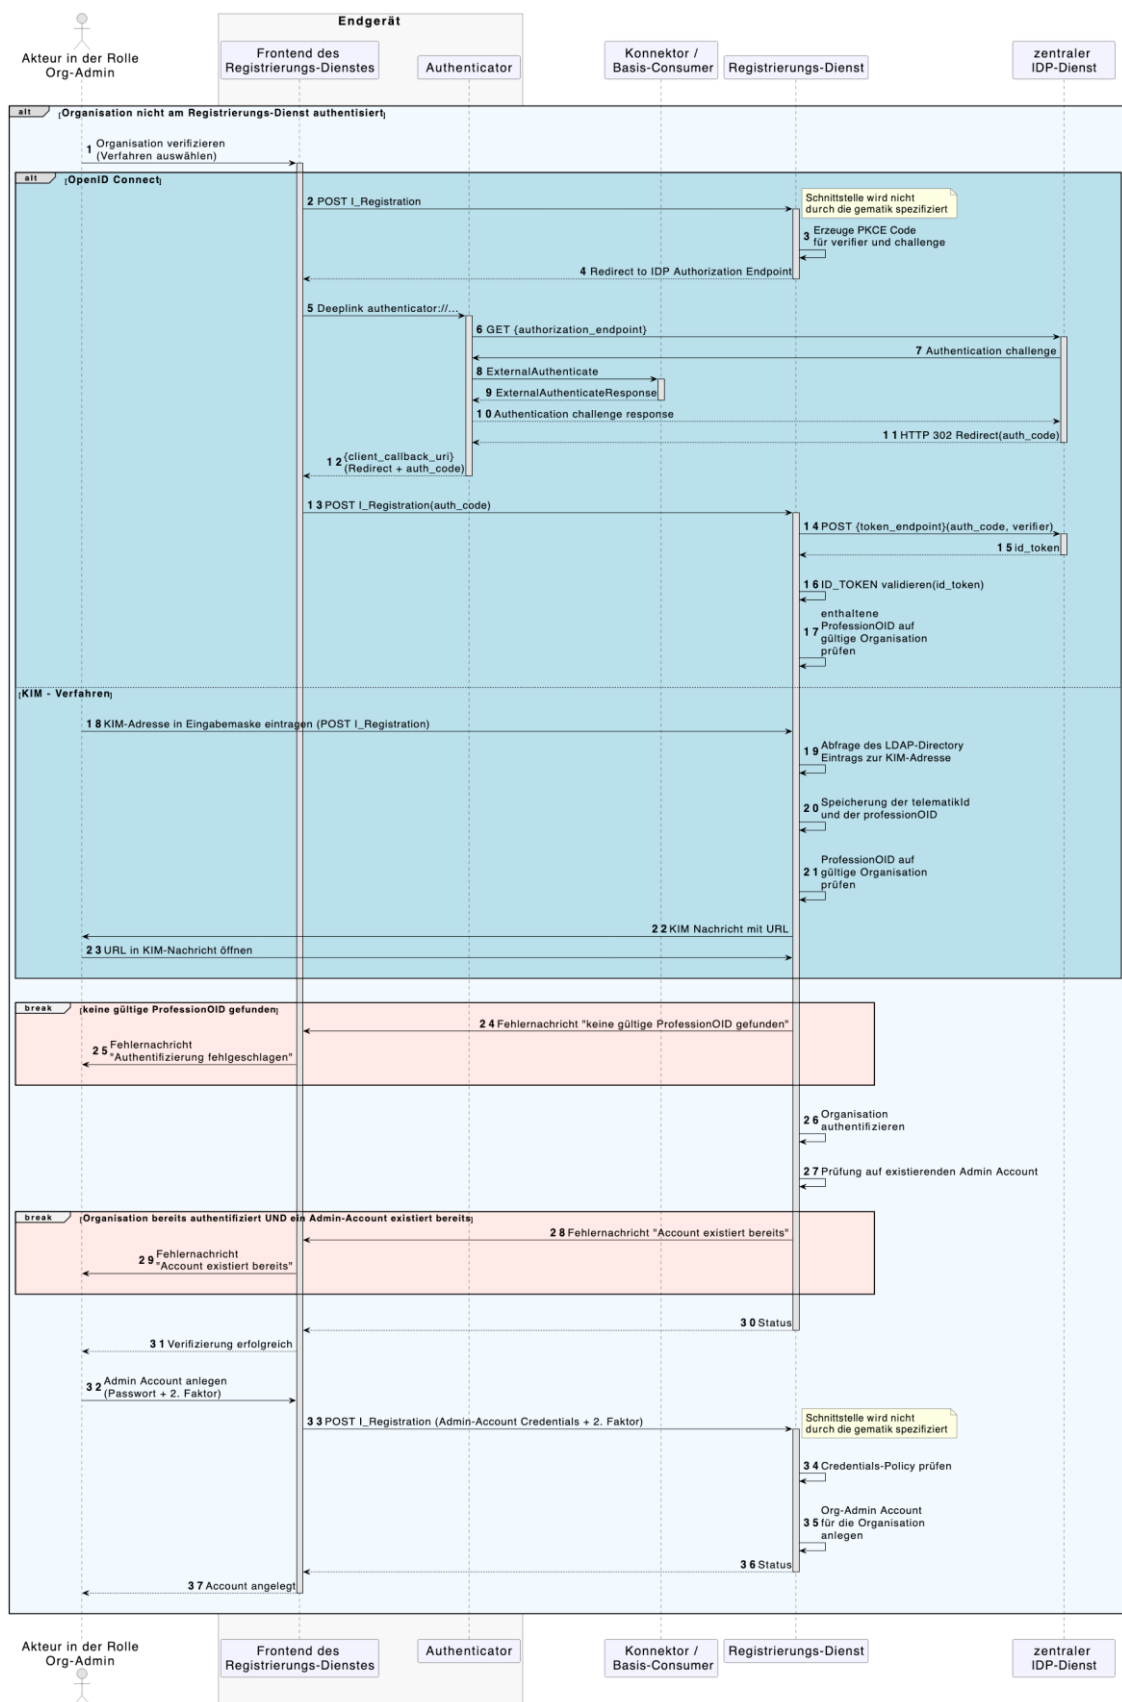 Endgerät
Akteur in der Rolle
Org-Admin
Frontend des
Registrierungs-Dienstes
Authenticator
Konnektor /
Basis-Consumer
Registrierungs-Dienst
zentraler
IDP-Dienst
alt [Organisation nicht am Registrierungs-Dienst authentisiert]
1 Organisation verifizieren
(Verfahren auswählen)
alt [OpenID Connect]
2 POST I_Registration
Schnittstelle wird nicht
durch die gematik spezifiziert
3 Erzeuge PKCE Code
für verifier und challenge
4 Redirect to IDP Authorization Endpoint
5 Deeplink authenticator://...
6 GET {authorization_endpoint}
7 Authentication challenge
8 ExternalAuthenticate
9 ExternalAuthenticateResponse
10 Authentication challenge response
11 HTTP 302 Redirect(auth_code)
12 {client_callback_uri}
(Redirect + auth_code)
13 POST I_Registration(auth_code)
14 POST {token_endpoint}(auth_code, verifier)
15 id_token
16 ID_TOKEN validieren(id_token)
17 enthaltene
ProfessionOID auf
gültige Organisation
prüfen
[KIM - Verfahren]
18 KIM-Adresse in Eingabemaske eintragen (POST I_Registration)
19 Abfrage des LDAP-Directory
Eintrags zur KIM-Adresse
20 Speicherung der telematikId
und der professionOID
21 ProfessionOID auf
gültige Organisation
prüfen
22 KIM Nachricht mit URL
23 URL in KIM-Nachricht öffnen
break [keine gültige ProfessionOID gefunden]
24 Fehlernachricht "keine gültige ProfessionOID gefunden"
25 Fehlernachricht
"Authentifizierung fehlgeschlagen"
26 Organisation
authentifizieren
27 Prüfung auf existierenden Admin Account
break [Organisation bereits authentifiziert UND ein Admin-Account existiert bereits]
28 Fehlernachricht "Account existiert bereits"
29 Fehlernachricht
"Account existiert bereits"
30 Status
31 Verifizierung erfolgreich
32 Admin Account anlegen
(Passwort + 2. Faktor)
33 POST I_Registration (Admin-Account Credentials + 2. Faktor)
Schnittstelle wird nicht
durch die gematik spezifiziert
34 Credentials-Policy prüfen
35 Org-Admin Account
für die Organisation
anlegen
36 Status
37 Account angelegt
Akteur in der Rolle
Org-Admin
Frontend des
Registrierungs-Dienstes
Authenticator
Konnektor /
Basis-Consumer
Registrierungs-Dienst
zentraler
IDP-Dienst